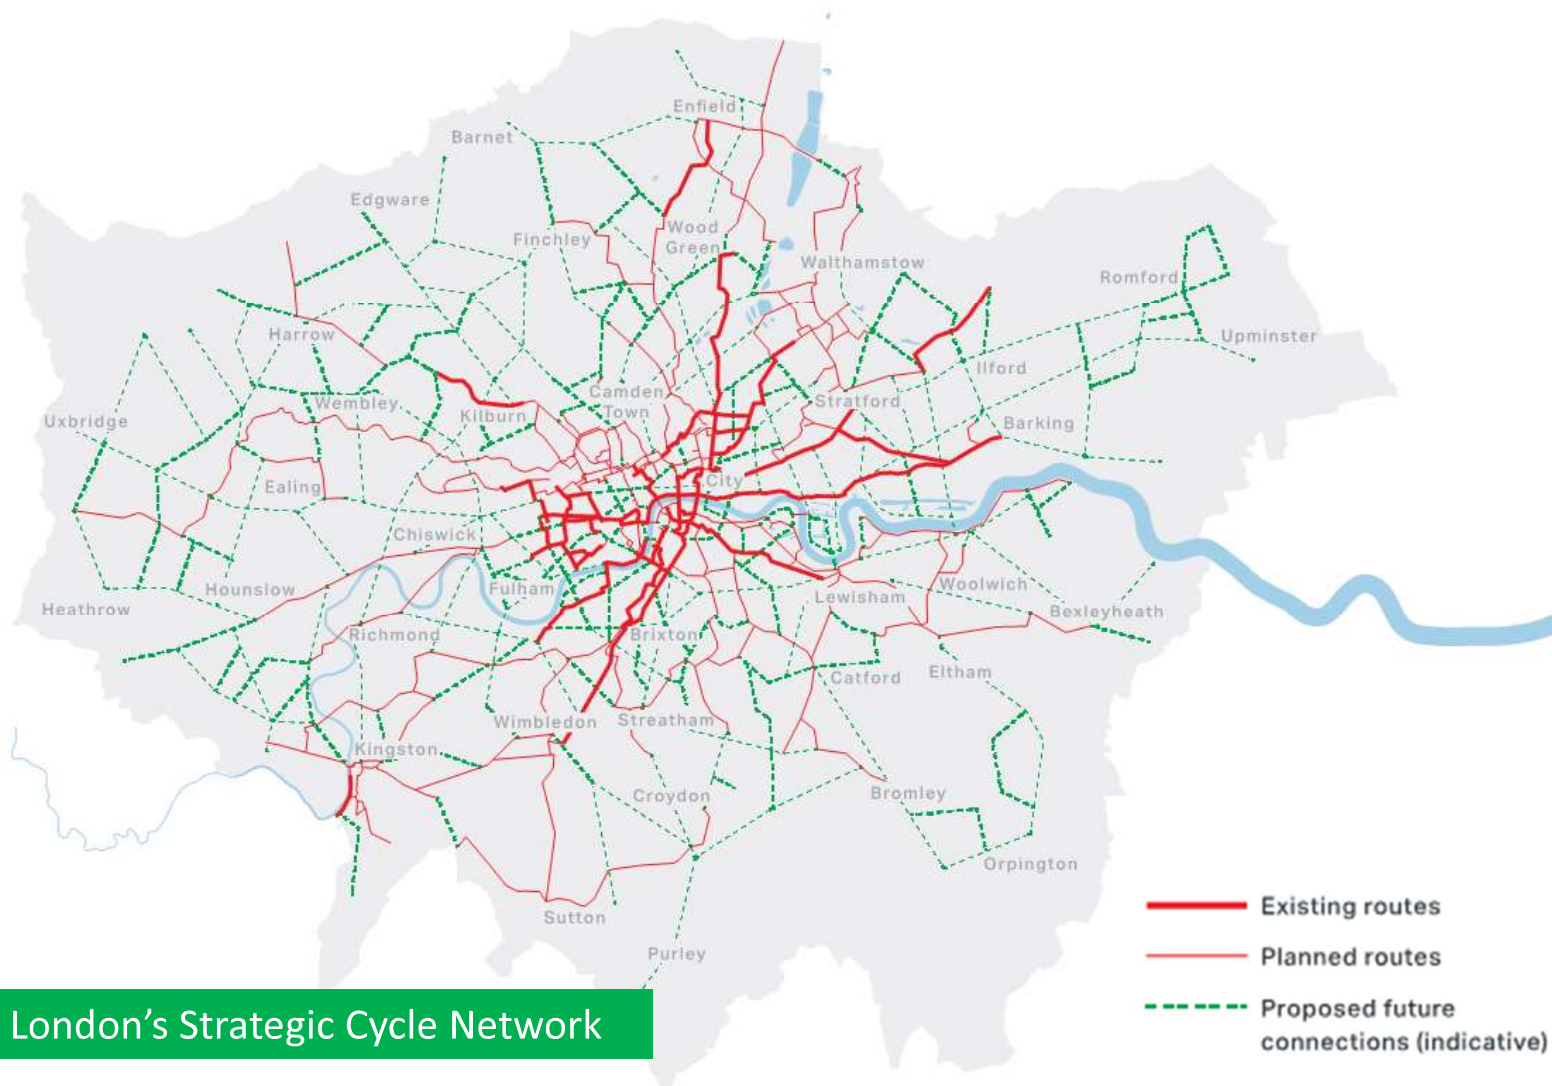 Enfield
Barnet
Edgware
Finchley
Wood
Green
Walthamstow
Romford
Harrow
Upminster
Ilford
Camden
Town
Wembley
Kilburn
Stratford
Uxbridge
Barking
City
Ealing
Chiswick
Hounslow
Fulham
Woolwich
Lewisham
Heathrow
Bexleyheath
Richmond
Brixton
Catford
Eltham
Wimbledon
Streatham
Kingston
Croydon
Bromley
Orpington
Sutton
Purley
Existing routes
Planned routes
Proposed future
connections (indicative)
London’s Strategic Cycle Network